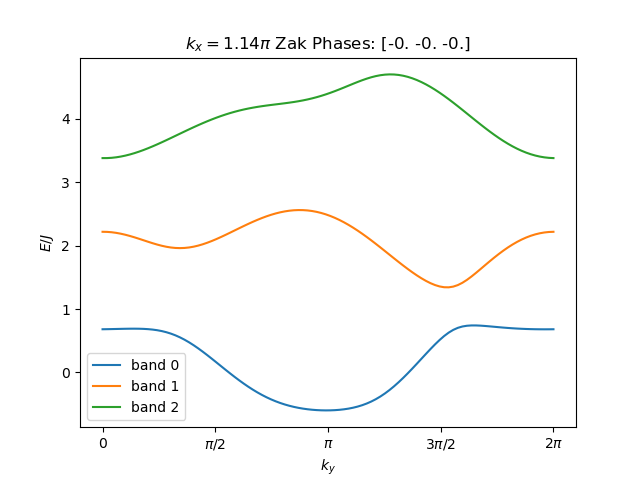 $k_x = 1.14\pi$ Zak Phases: [-0. -0. -0.]
E/J
4
3
2
1
0
band 0
band 1
band 2
0
π/2
π
3π/2
2π
$k_y$